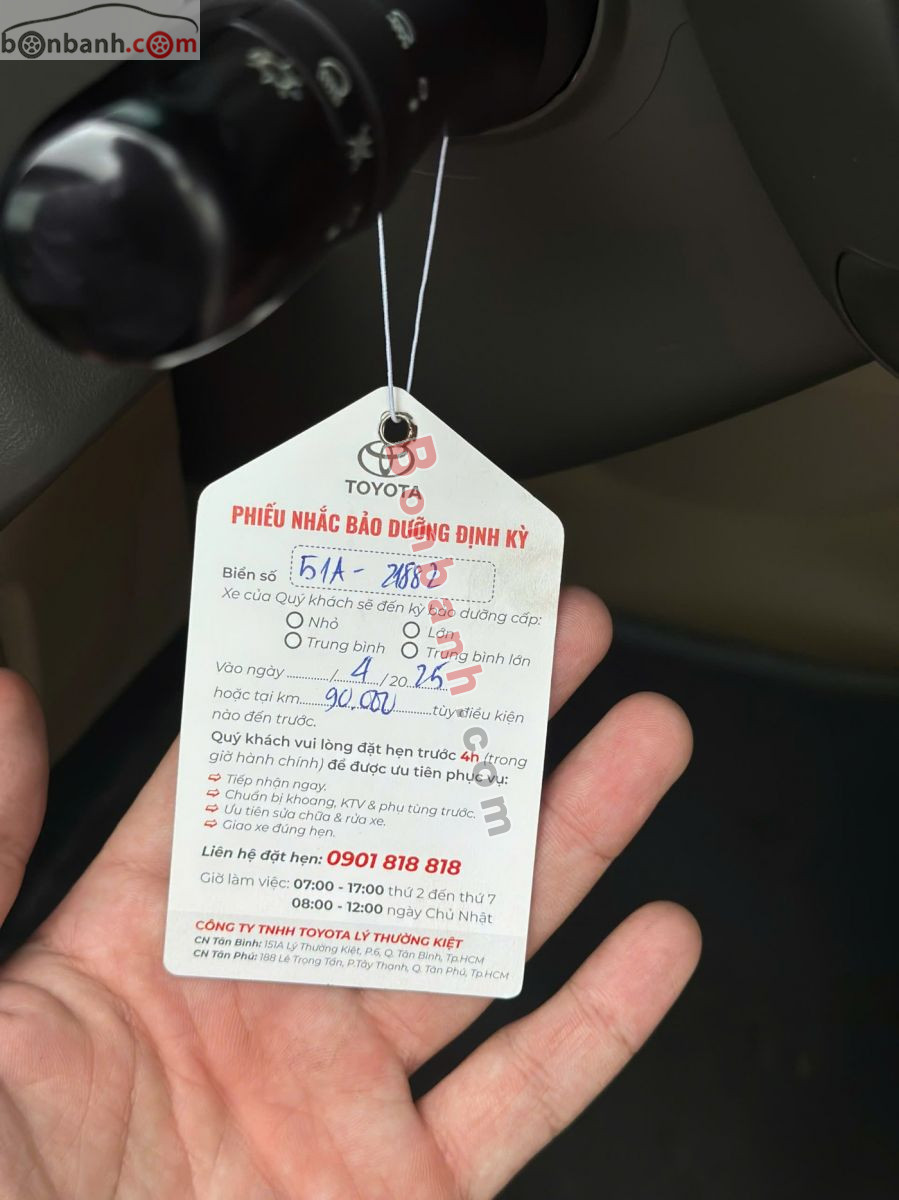 bonbanh.com
TOYOTA
PHIẾU NHẮC BẢO DƯỠNG ĐỊNH KỲ
Biển số 51A - 21882
Xe của Quý khách sẽ đến kỳ bảo dưỡng cấp:
Nhỏ Lớn
Trung bình Trung bình lớn
Vào ngày ............/...4.../20 25
hoặc tại km 90.000 tùy điều kiện
nào đến trước.
Quý khách vui lòng đặt hẹn trước 4h (trong
giờ hành chính) để được ưu tiên phục vụ:
Tiếp nhận ngay.
Chuẩn bị khoang, KTV & phụ tùng trước.
Ưu tiên sửa chữa & rửa xe.
Giao xe đúng hẹn.
Liên hệ đặt hẹn: 0901 818 818
Giờ làm việc: 07:00 - 17:00 thứ 2 đến thứ 7
08:00 - 12:00 ngày Chủ Nhật
CÔNG TY TNHH TOYOTA LÝ THƯỜNG KIỆT
CN Tân Bình: 151A Lý Thường Kiệt, P.6, Q. Tân Bình, Tp.HCM
CN Tân Phú: 188 Lê Trọng Tấn, P.Tây Thạnh, Q. Tân Phú, Tp.HCM
Bonbanh.com